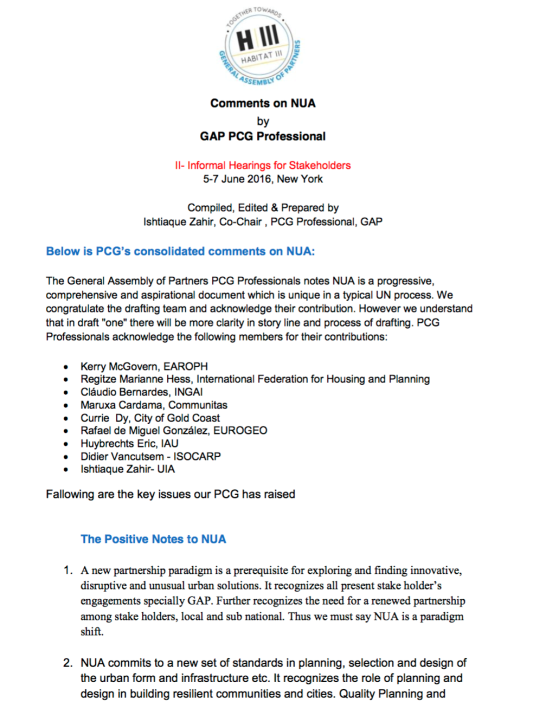 TOGETHER TOWARDS
H III
HABITAT III
GENERAL ASSEMBLY OF PARTNERS
Comments on NUA
by
GAP PCG Professional
II- Informal Hearings for Stakeholders
5-7 June 2016, New York
Compiled, Edited & Prepared by
Ishtiaque Zahir, Co-Chair , PCG Professional, GAP
Below is PCG's consolidated comments on NUA:
The General Assembly of Partners PCG Professionals notes NUA is a progressive,
comprehensive and aspirational document which is unique in a typical UN process. We
congratulate the drafting team and acknowledge their contribution. However we understand
that in draft "one" there will be more clarity in story line and process of drafting. PCG
Professionals acknowledge the following members for their contributions:
• Kerry McGovern, EAROPH
• Regitze Marianne Hess, International Federation for Housing and Planning
• Cláudio Bernardes, INGAI
• Maruxa Cardama, Communitas
• Currie Dy, City of Gold Coast
• Rafael de Miguel González, EUROGEO
• Huybrechts Eric, IAU
• Didier Vancutsem - ISOCARP
• Ishtiaque Zahir- UIA
Fallowing are the key issues our PCG has raised
The Positive Notes to NUA
1. A new partnership paradigm is a prerequisite for exploring and finding innovative,
disruptive and unusual urban solutions. It recognizes all present stake holder's
engagements specially GAP. Further recognizes the need for a renewed partnership
among stake holders, local and sub national. Thus we must say NUA is a paradigm
shift.
2. NUA commits to a new set of standards in planning, selection and design of
the urban form and infrastructure etc. It recognizes the role of planning and
design in building resilient communities and cities. Quality Planning and